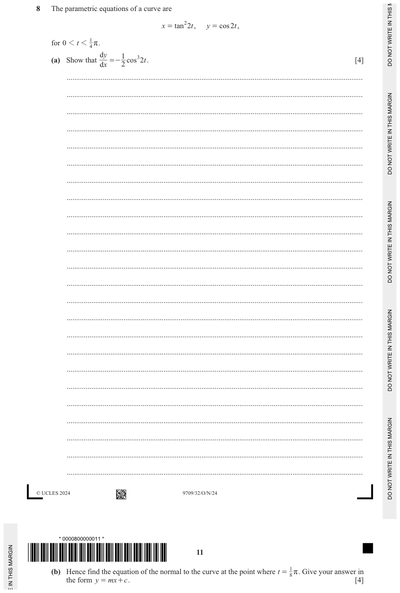 8 The parametric equations of a curve are
x = tan²2t, y = cos2t,
for 0 < t < ¼π.
(a) Show that dy/dx = −½cos³2t. [4]
DO NOT WRITE IN THIS MARGIN
DO NOT WRITE IN THIS MARGIN
DO NOT WRITE IN THIS MARGIN
DO NOT WRITE IN THIS MARGIN
DO NOT WRITE IN THIS MARGIN
© UCLES 2024 9709/32/O/N/24
* 0000800000011 *
11
E IN THIS MARGIN
(b) Hence find the equation of the normal to the curve at the point where t = ⅛π. Give your answer in
the form y = mx + c. [4]